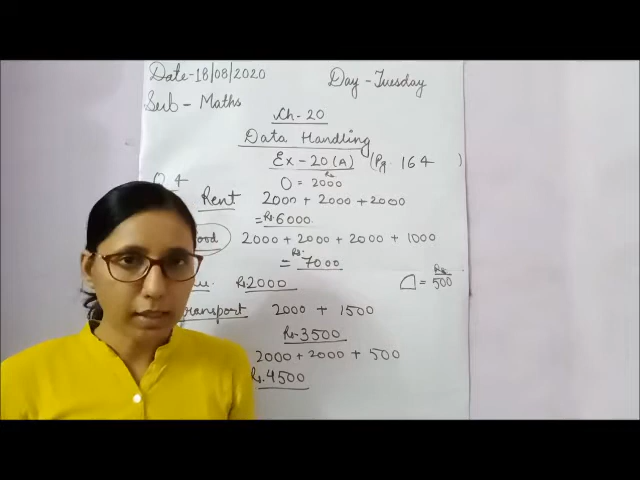 Date-18/08/2020 Day-Tuesday
Sub - Maths
Ch-20
Data Handling
Ex-20(A) (Pg. 164 )
Q 4 O = Rs. 2000
Rent 2000 + 2000 + 2000
= Rs. 6000.
2000 + 2000 + 2000 + 1000
= Rs. 7000
Rs. 2000 = Rs. 500
2000 + 1500
Rs. 3500
2000 + 2000 + 500
Rs. 4500